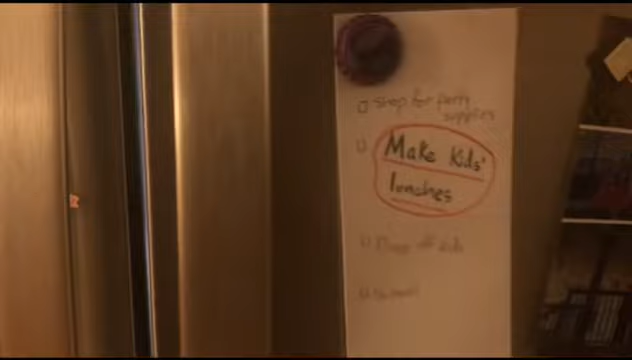 shop for party
supplies
Make Kids'
lunches
Drop off kids